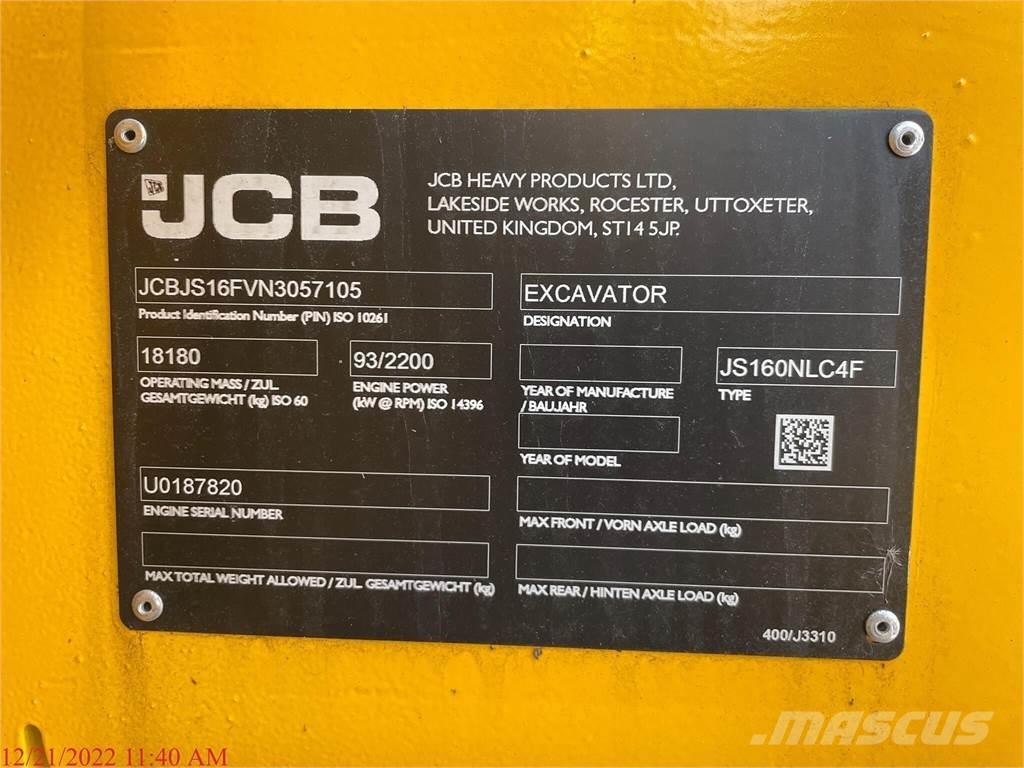 JCB
JCB HEAVY PRODUCTS LTD,
LAKESIDE WORKS, ROCESTER, UTTOXETER,
UNITED KINGDOM, ST14 5JP.
JCBJS16FVN3057105
Product Identification Number (PIN) ISO 10261
EXCAVATOR
DESIGNATION
18180
OPERATING MASS / ZUL.
GESAMTGEWICHT (kg) ISO 60
93/2200
ENGINE POWER
(kW @ RPM) ISO 14396
YEAR OF MANUFACTURE
/ BAUJAHR
JS160NLC4F
TYPE
YEAR OF MODEL
U0187820
ENGINE SERIAL NUMBER
MAX FRONT / VORN AXLE LOAD (kg)
MAX TOTAL WEIGHT ALLOWED / ZUL. GESAMTGEWICHT (kg)
MAX REAR / HINTEN AXLE LOAD (kg)
400/J3310
MASCUS
12/21/2022 11:40 AM